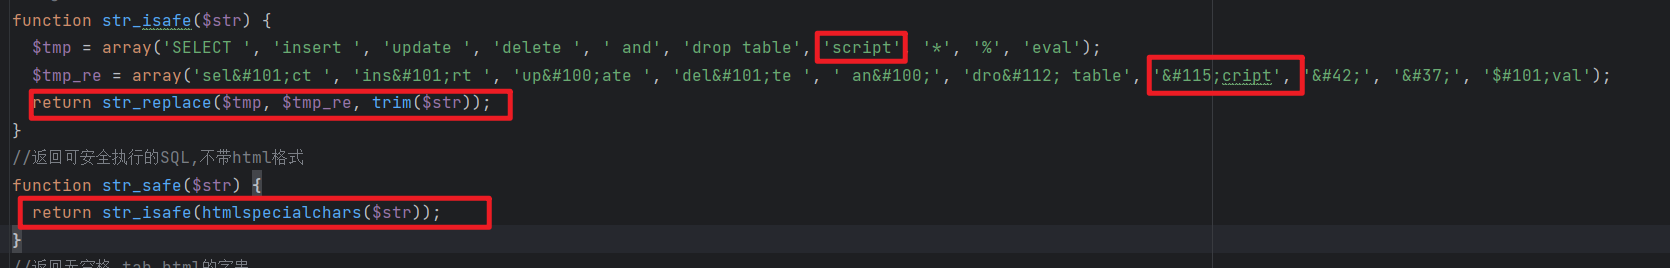 function str_isafe($str) {
$tmp = array('SELECT ', 'insert ', 'update ', 'delete ', ' and', 'drop table', 'script' '*', '%', 'eval');
$tmp_re = array('sel&#101;ct ', 'ins&#101;rt ', 'up&#100;ate ', 'del&#101;te ', ' an&#100;', 'dro&#112; table', '&#115;cript', '&#42;', '&#37;', '$#101;val');
return str_replace($tmp, $tmp_re, trim($str));
}
//返回可安全执行的SQL,不带html格式
function str_safe($str) {
return str_isafe(htmlspecialchars($str));
}
//返回无空格,tab,html的字串